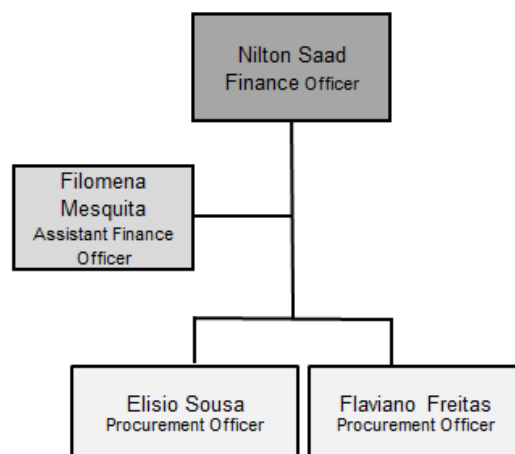 Nilton Saad
Finance Officer
Filomena
Mesquita
Assistant Finance
Officer
Elisio Sousa
Procurement Officer
Flaviano Freitas
Procurement Officer